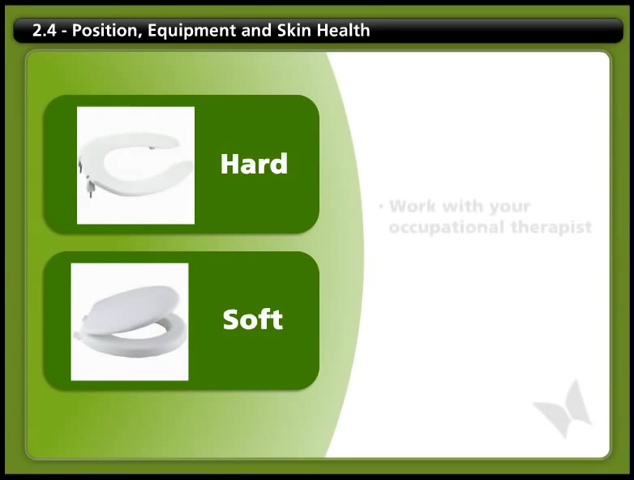 2.4 - Position, Equipment and Skin Health
Hard
Soft
• Work with your
occupational therapist